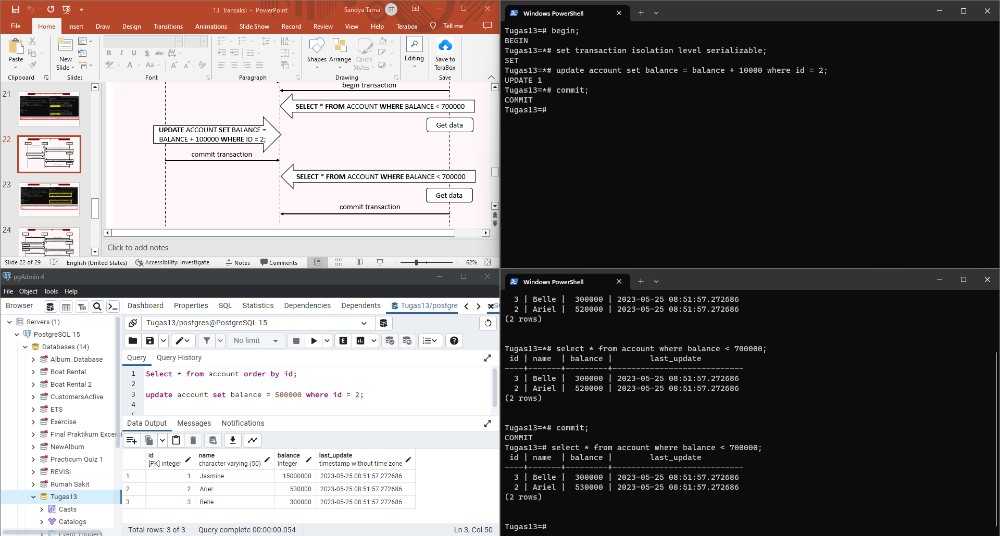 13. Transaksi - PowerPoint
Sandya Tama ST
File Home Insert Draw Design Transitions Animations Slide Show Record Review View Help Terabox Tell me
Paste
New Slide
B I U S abc AV
Aa A A
Shapes Arrange Quick Styles
Editing
Save to TeraBox
Clipboard Slides Font Paragraph Drawing Save
21
22
23
24
begin transaction
SELECT * FROM ACCOUNT WHERE BALANCE < 700000
Get data
UPDATE ACCOUNT SET BALANCE =
BALANCE + 100000 WHERE ID = 2;
commit transaction
SELECT * FROM ACCOUNT WHERE BALANCE < 700000
Get data
commit transaction
Click to add notes
Slide 22 of 29 English (United States) Accessibility: Investigate Notes Comments 62%
Windows PowerShell
Tugas13=# begin;
BEGIN
Tugas13=*# set transaction isolation level serializable;
SET
Tugas13=*# update account set balance = balance + 10000 where id = 2;
UPDATE 1
Tugas13=*# commit;
COMMIT
Tugas13=#
pgAdmin 4
File Object Tools Help
Browser
Dashboard Properties SQL Statistics Dependencies Dependents Tugas13/postgre
Servers (1)
PostgreSQL 15
Databases (14)
Album_Database
Boat Rental
Boat Rental 2
CustomersActive
ETS
Exercise
Final Praktikum Excerci
NewAlbum
Practicum Quiz 1
REVISI
Rumah Sakit
Tugas13
Casts
Catalogs
Event Triggers
Tugas13/postgres@PostgreSQL 15
No limit
Query Query History
1 Select * from account order by id;
2
3 update account set balance = 500000 where id = 2;
4
5
Data Output Messages Notifications
id [PK] integer name character varying (50) balance integer last_update timestamp without time zone
1 1 Jasmine 15000000 2023-05-25 08:51:57.272686
2 2 Ariel 530000 2023-05-25 08:51:57.272686
3 3 Belle 300000 2023-05-25 08:51:57.272686
Total rows: 3 of 3 Query complete 00:00:00.054 Ln 3, Col 50
Windows PowerShell
3 | Belle | 300000 | 2023-05-25 08:51:57.272686
2 | Ariel | 520000 | 2023-05-25 08:51:57.272686
(2 rows)
Tugas13=*# select * from account where balance < 700000;
id | name | balance | last_update
----+-------+---------+----------------------------
3 | Belle | 300000 | 2023-05-25 08:51:57.272686
2 | Ariel | 520000 | 2023-05-25 08:51:57.272686
(2 rows)
Tugas13=*# commit;
COMMIT
Tugas13=# select * from account where balance < 700000;
id | name | balance | last_update
----+-------+---------+----------------------------
3 | Belle | 300000 | 2023-05-25 08:51:57.272686
2 | Ariel | 530000 | 2023-05-25 08:51:57.272686
(2 rows)
Tugas13=#